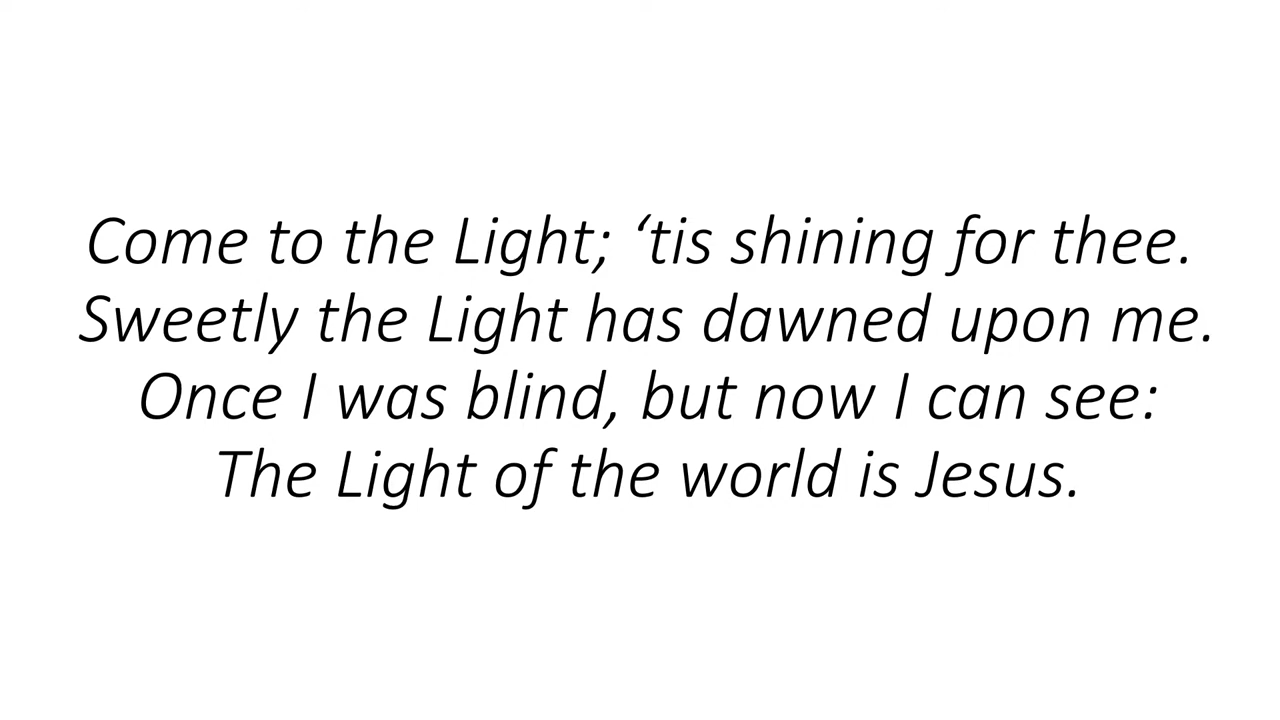 Come to the Light; ‘tis shining for thee.
Sweetly the Light has dawned upon me.
Once I was blind, but now I can see:
The Light of the world is Jesus.